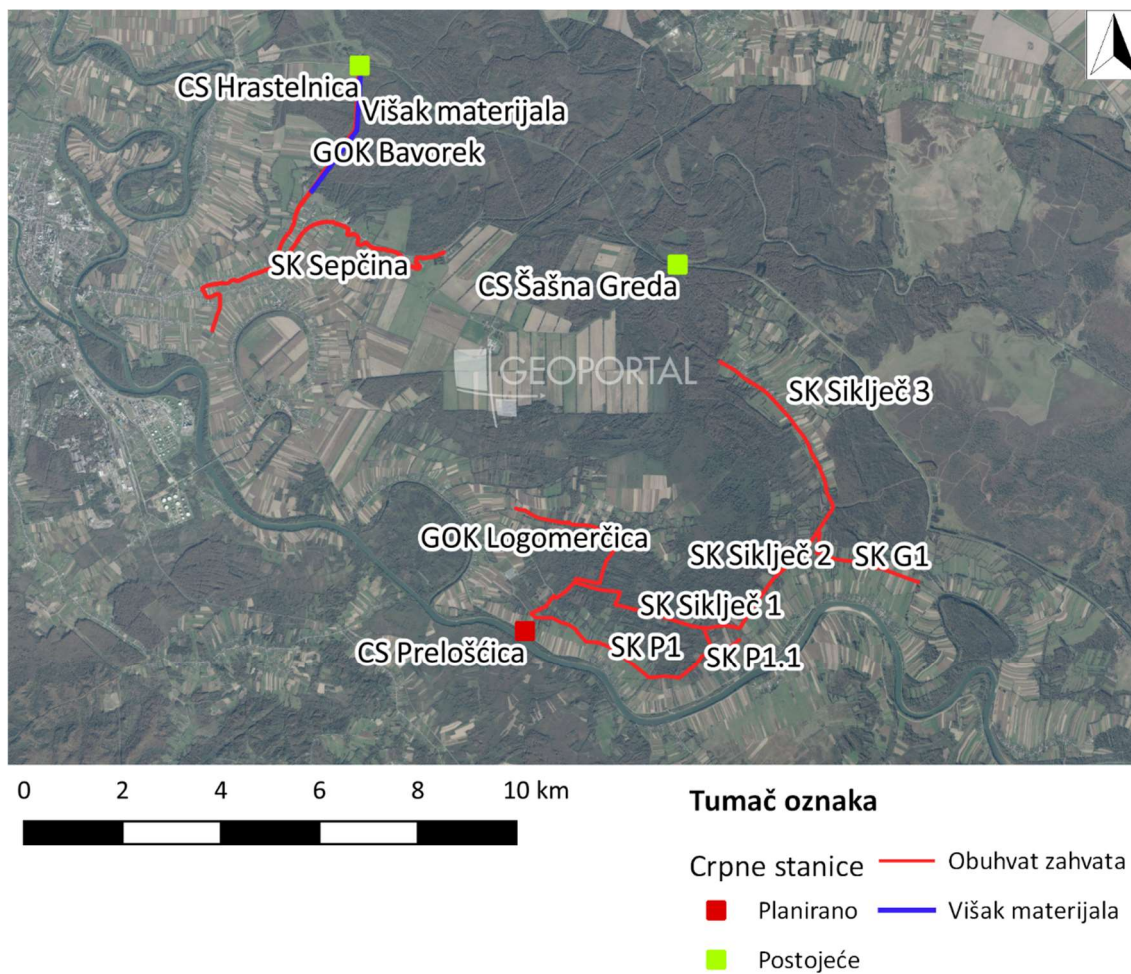 CS Hrastelnica
Višak materijala
GOK Bavorek
SK Sepčina
CS Šašna Greda
GEOPORTAL
SK Siklječ 3
GOK Logomerčica
SK Siklječ 2
SK G1
SK Siklječ 1
SK P1
SK P1.1
CS Prelošćica
0 2 4 6 8 10 km
Tumač oznaka
Crpne stanice
Obuhvat zahvata
Planirano
Višak materijala
Postojeće